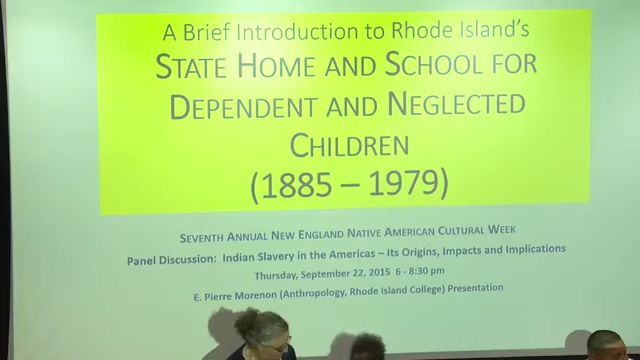 A Brief Introduction to Rhode Island's
STATE HOME AND SCHOOL FOR
DEPENDENT AND NEGLECTED
CHILDREN
(1885 – 1979)
SEVENTH ANNUAL NEW ENGLAND NATIVE AMERICAN CULTURAL WEEK
Panel Discussion: Indian Slavery in the Americas – Its Origins, Impacts and Implications
Thursday, September 22, 2015 6 - 8:30 pm
E. Pierre Morenon (Anthropology, Rhode Island College) Presentation